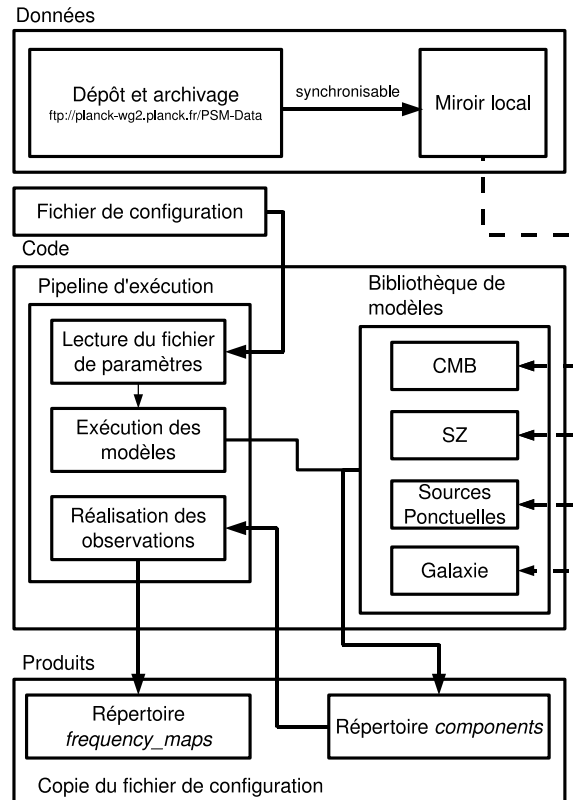 Données
Dépôt et archivage
ftp://planck-wg2.planck.fr/PSM-Data
synchronisable
Miroir local
Fichier de configuration
Code
Pipeline d'exécution
Bibliothèque de
modèles
Lecture du fichier
de paramètres
CMB
Exécution des
modèles
SZ
Sources
Ponctuelles
Réalisation des
observations
Galaxie
Produits
Répertoire
frequency_maps
Répertoire components
Copie du fichier de configuration